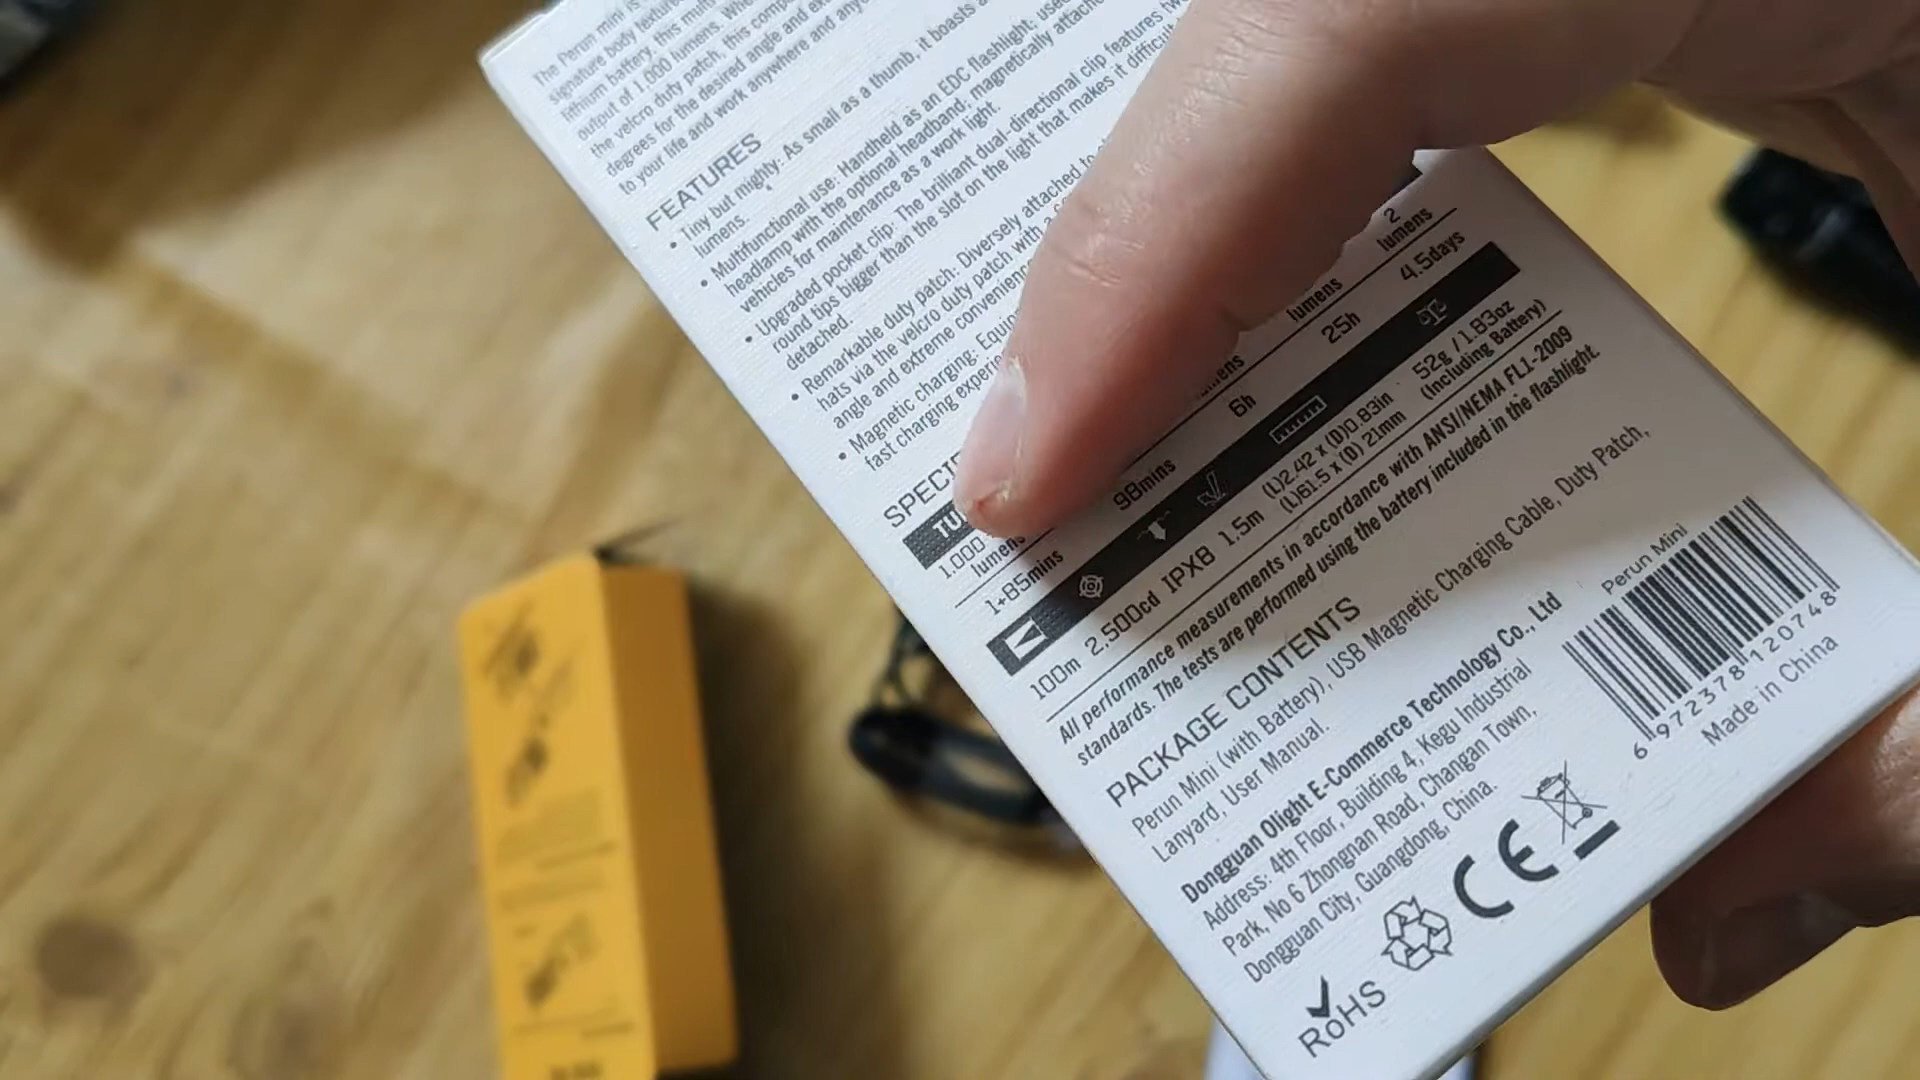 The Perun mini is
signature body texture
lithium battery, this mul
output of 1,000 lumens. Whe
the velcro duty patch, this comp
degrees for the desired angle and ex
to your life and work anywhere and any
FEATURES
• Tiny but mighty: As small as a thumb, it boasts a
lumens.
• Multifunctional use: Handheld as an EDC flashlight; use
headlamp with the optional headband; magnetically attache
vehicles for maintenance as a work light.
• Upgraded pocket clip: The brilliant dual-directional clip features tw
round tips bigger than the slot on the light that makes it difficult
detached.
• Remarkable duty patch: Diversely attached to
hats via the velcro duty patch with a
angle and extreme convenienc
• Magnetic charging: Equip
fast charging experie
SPECIF
TU
1,000 2
lumens lumens lumens
1+85mins 98mins 6h 25h 4.5days
100m 2,500cd IPX8 1.5m (L)2.42 x (D)0.83in 52g / 1.83oz
(L)61.5 x (D) 21mm (Including Battery)
All performance measurements in accordance with ANSI/NEMA FL1-2009
standards. The tests are performed using the battery included in the flashlight.
PACKAGE CONTENTS
Perun Mini (with Battery), USB Magnetic Charging Cable, Duty Patch,
Lanyard, User Manual.
Dongguan Olight E-Commerce Technology Co., Ltd
Address: 4th Floor, Building 4, Kegu Industrial
Park, No 6 Zhongnan Road, Changan Town,
Dongguan City, Guangdong, China.
Perun Mini
6 972378 120748
Made in China
RoHS
CE